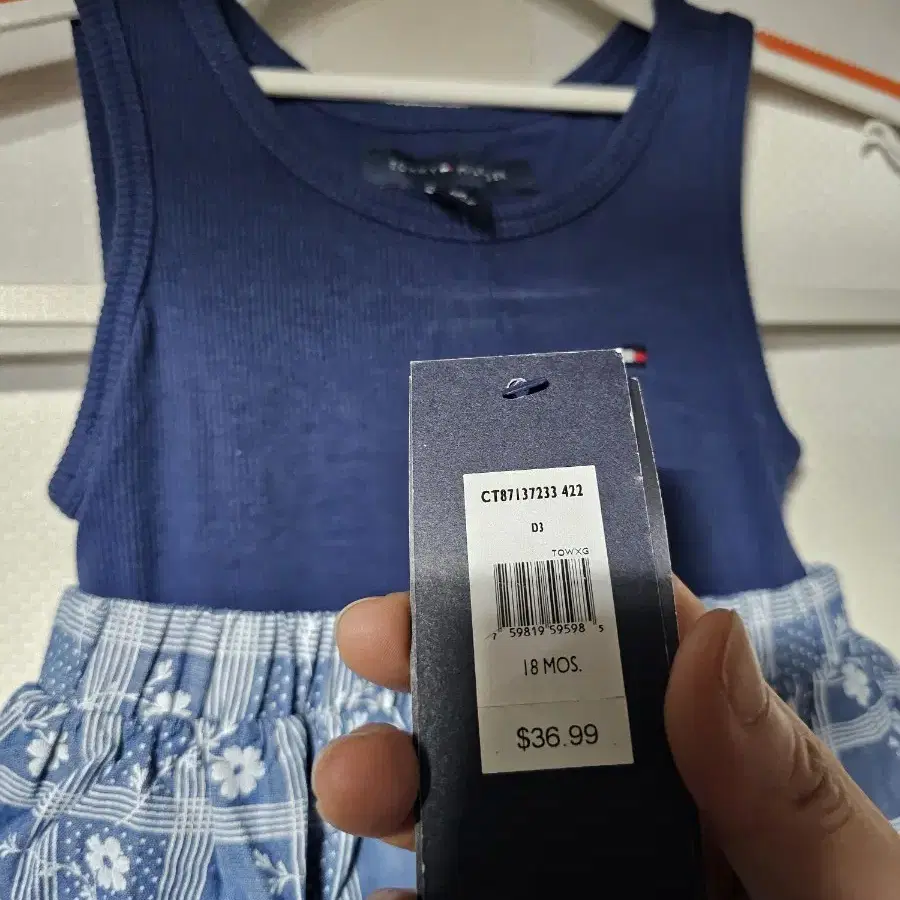 CT87137233 422
D3
TOWXG
7 59819 59598 5
18 MOS.
$36.99